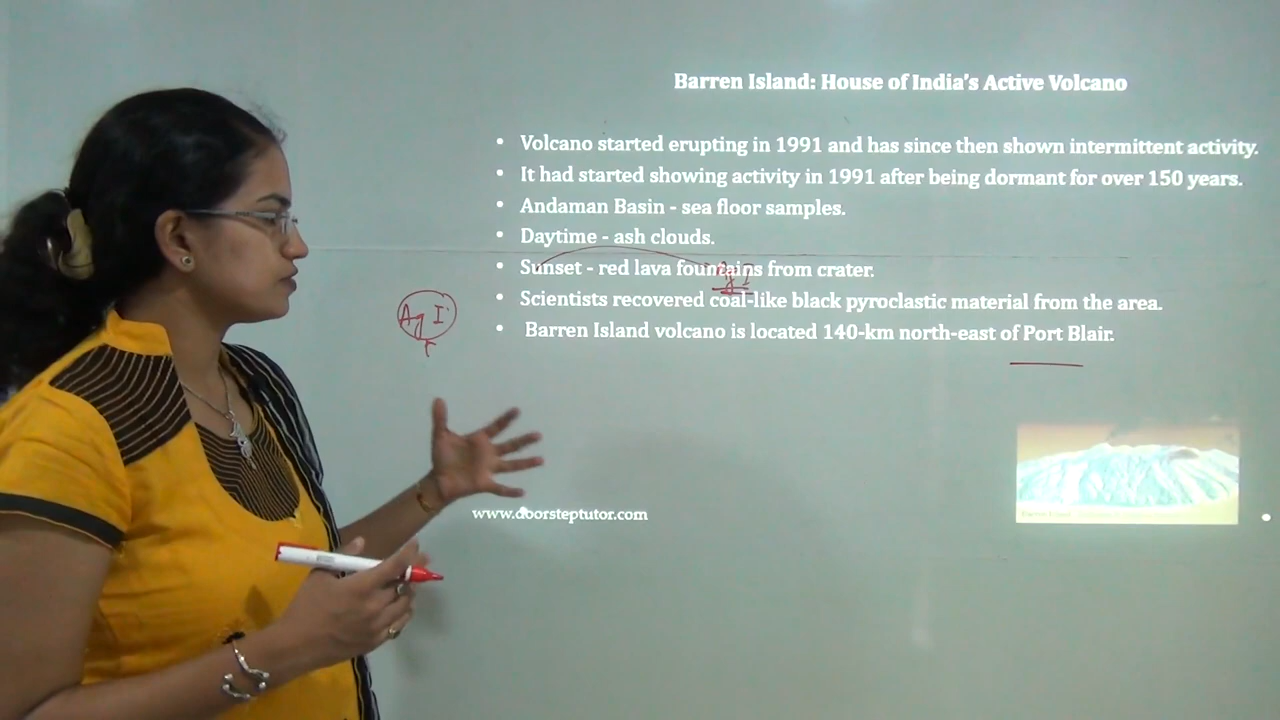 Barren Island: House of India's Active Volcano
• Volcano started erupting in 1991 and has since then shown intermittent activity.
• It had started showing activity in 1991 after being dormant for over 150 years.
• Andaman Basin - sea floor samples.
• Daytime - ash clouds.
• Sunset - red lava fountains from crater.
• Scientists recovered coal-like black pyroclastic material from the area.
• Barren Island volcano is located 140-km north-east of Port Blair.
Ag I
www.doorsteptutor.com
Barren Island